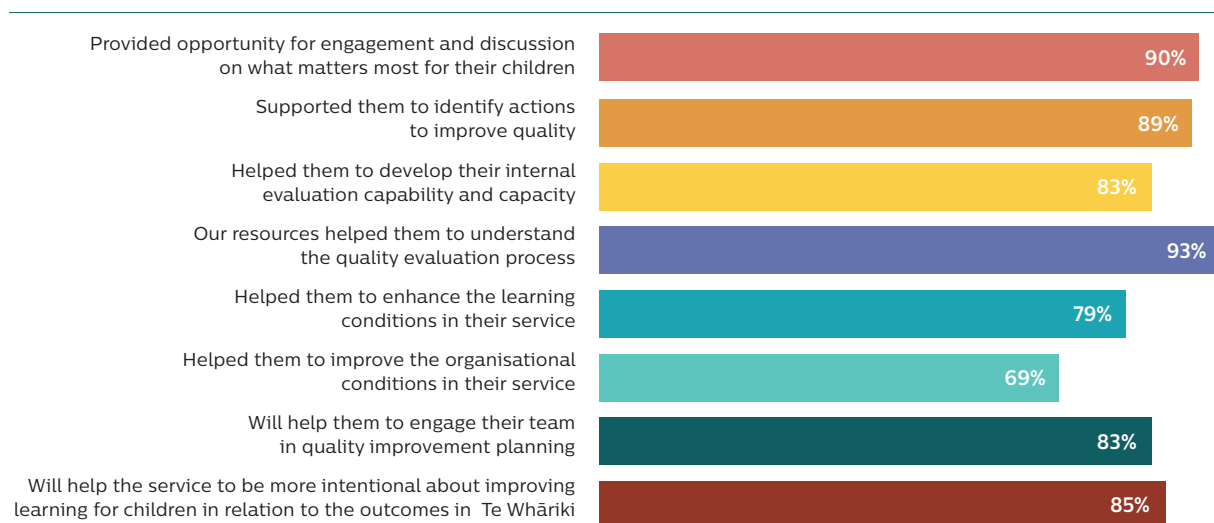 Provided opportunity for engagement and discussion
on what matters most for their children
90%
Supported them to identify actions
to improve quality
89%
Helped them to develop their internal
evaluation capability and capacity
83%
Our resources helped them to understand
the quality evaluation process
93%
Helped them to enhance the learning
conditions in their service
79%
Helped them to improve the organisational
conditions in their service
69%
Will help them to engage their team
in quality improvement planning
83%
Will help the service to be more intentional about improving
learning for children in relation to the outcomes in Te Whāriki
85%